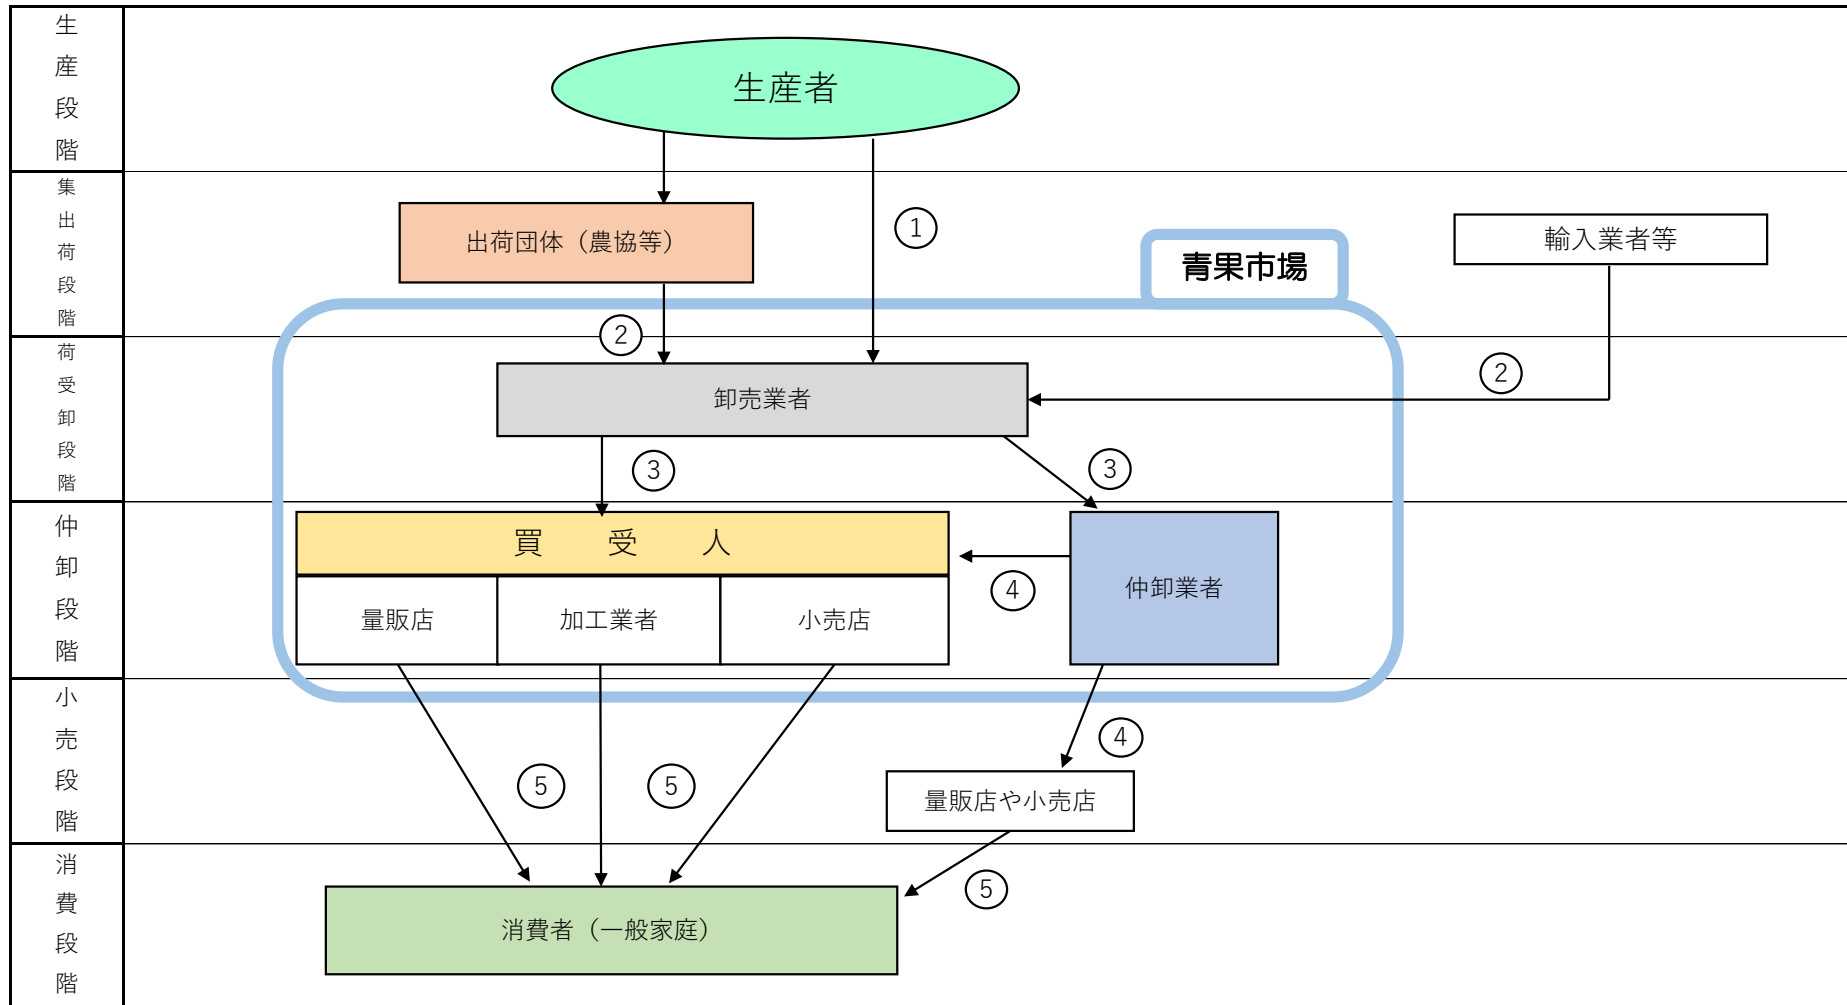 生産段階
生産者
集出荷段階
出荷団体（農協等）
①
青果市場
輸入業者等
②
荷受卸段階
②
卸売業者
③
③
仲卸段階
買受人
④
仲卸業者
量販店
加工業者
小売店
小売段階
④
⑤
⑤
量販店や小売店
消費段階
⑤
消費者（一般家庭）